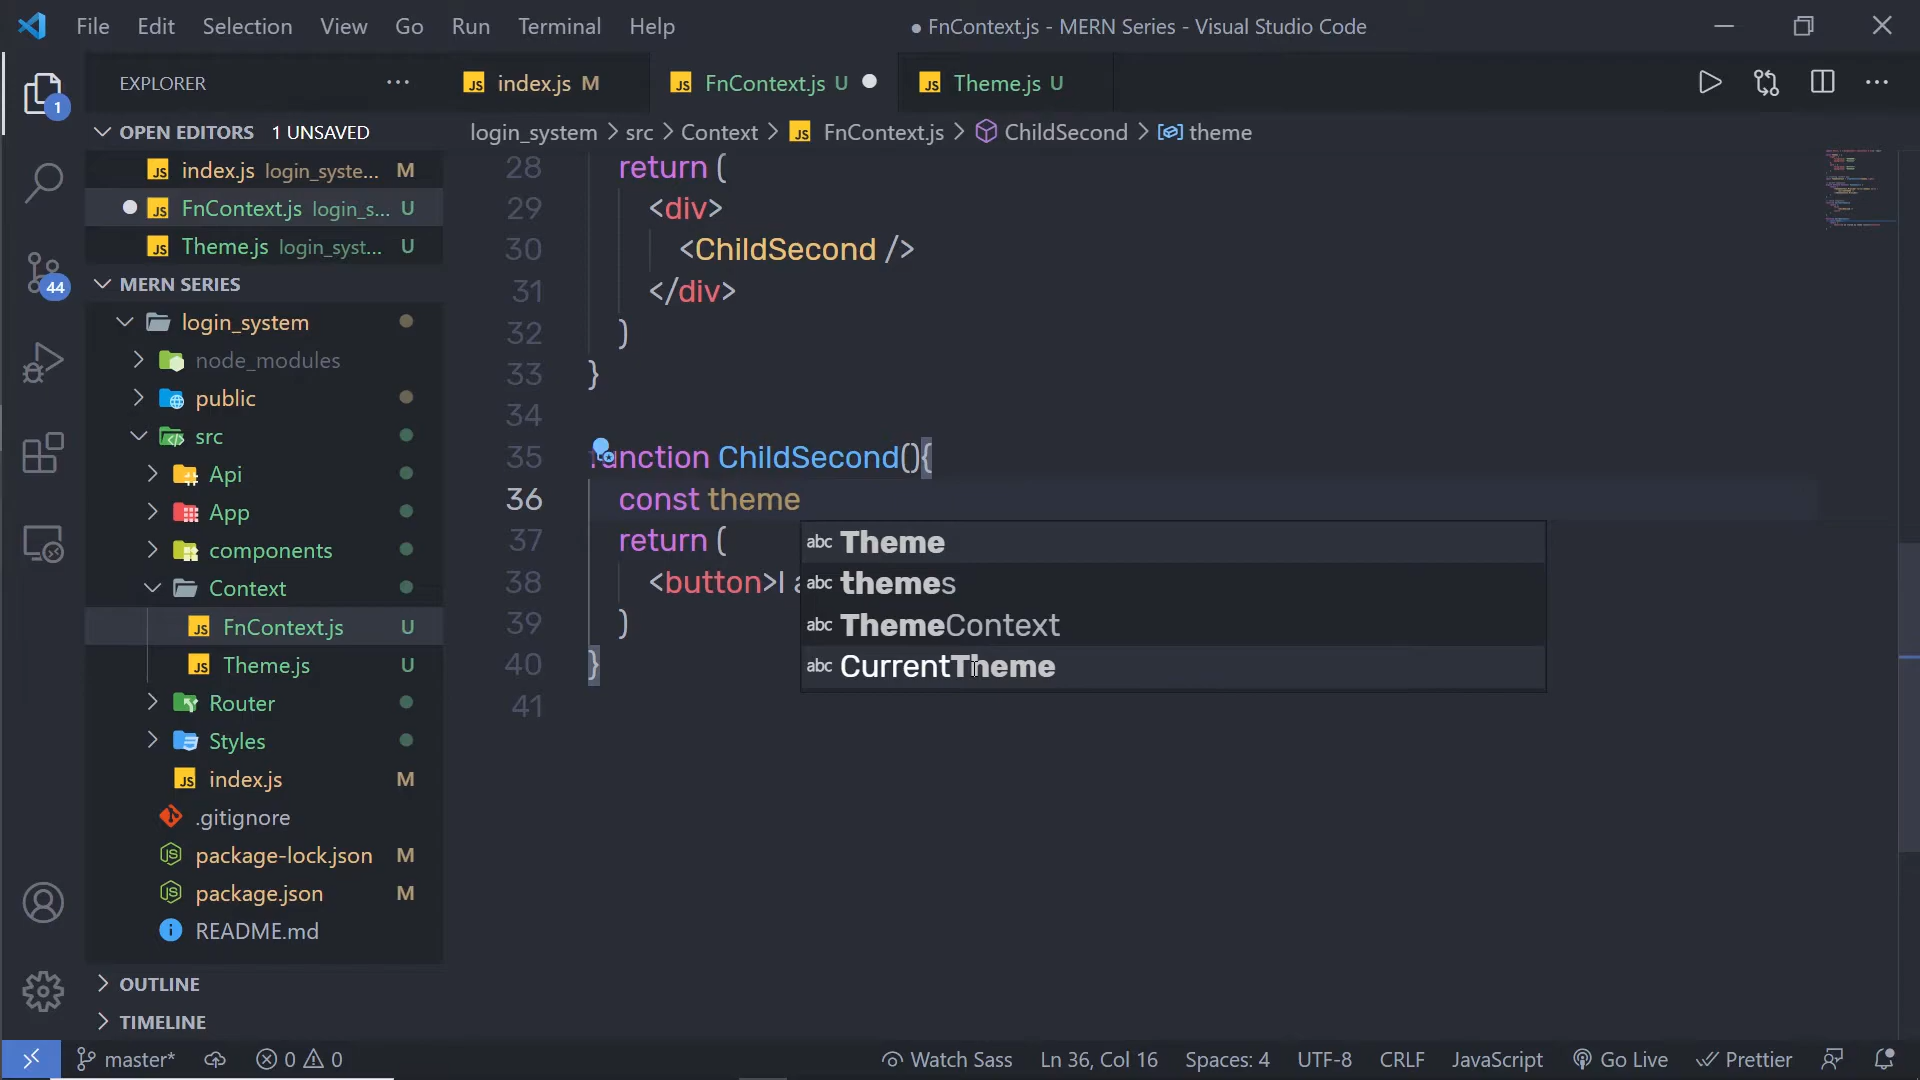 File Edit Selection View Go Run Terminal Help
● FnContext.js - MERN Series - Visual Studio Code
EXPLORER
index.js M
FnContext.js U
Theme.js U
OPEN EDITORS 1 UNSAVED
login_system > src > Context > FnContext.js > ChildSecond > theme
index.js login_syste... M
FnContext.js login_s... U
Theme.js login_syst... U
MERN SERIES
login_system
node_modules
public
src
Api
App
components
Context
FnContext.js U
Theme.js U
Router
Styles
index.js M
.gitignore
package-lock.json M
package.json M
README.md
OUTLINE
TIMELINE
1
44
28 return (
29 <div>
30 <ChildSecond />
31 </div>
32 )
33 }
34
35 function ChildSecond(){
36 const theme
37 return (
38 <button>I a
39 )
40 }
41
abc Theme
abc themes
abc ThemeContext
abc CurrentTheme
master* 0 0 Watch Sass Ln 36, Col 16 Spaces: 4 UTF-8 CRLF JavaScript Go Live Prettier